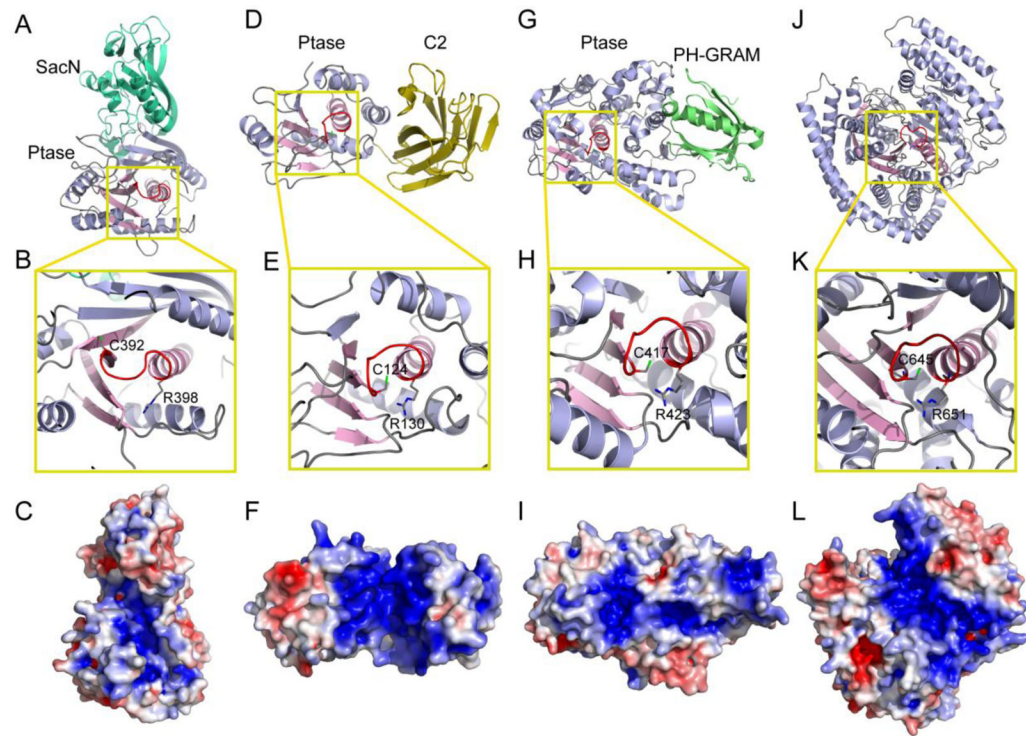 A
SacN
Ptase
D
Ptase
C2
G
Ptase
PH-GRAM
J
B
C392
R398
E
C124
R130
H
C417
R423
K
C645
R651
C
F
I
L